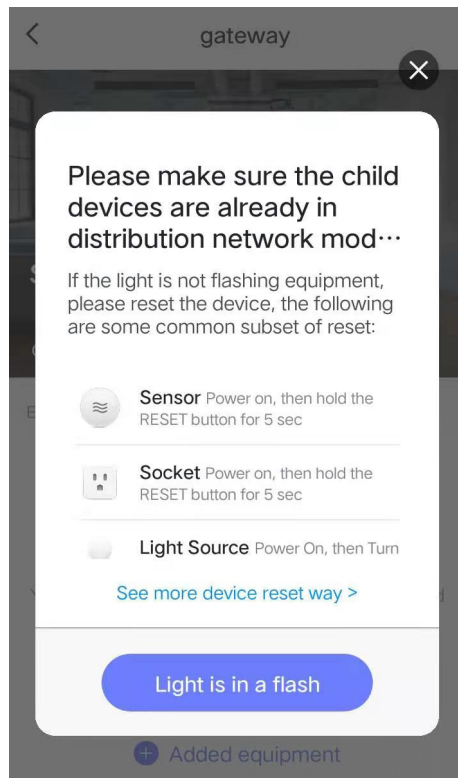 gateway
Please make sure the child
devices are already in
distribution network mod···
If the light is not flashing equipment,
please reset the device, the following
are some common subset of reset:
Sensor Power on, then hold the
RESET button for 5 sec
Socket Power on, then hold the
RESET button for 5 sec
Light Source Power On, then Turn
See more device reset way >
Light is in a flash
Added equipment